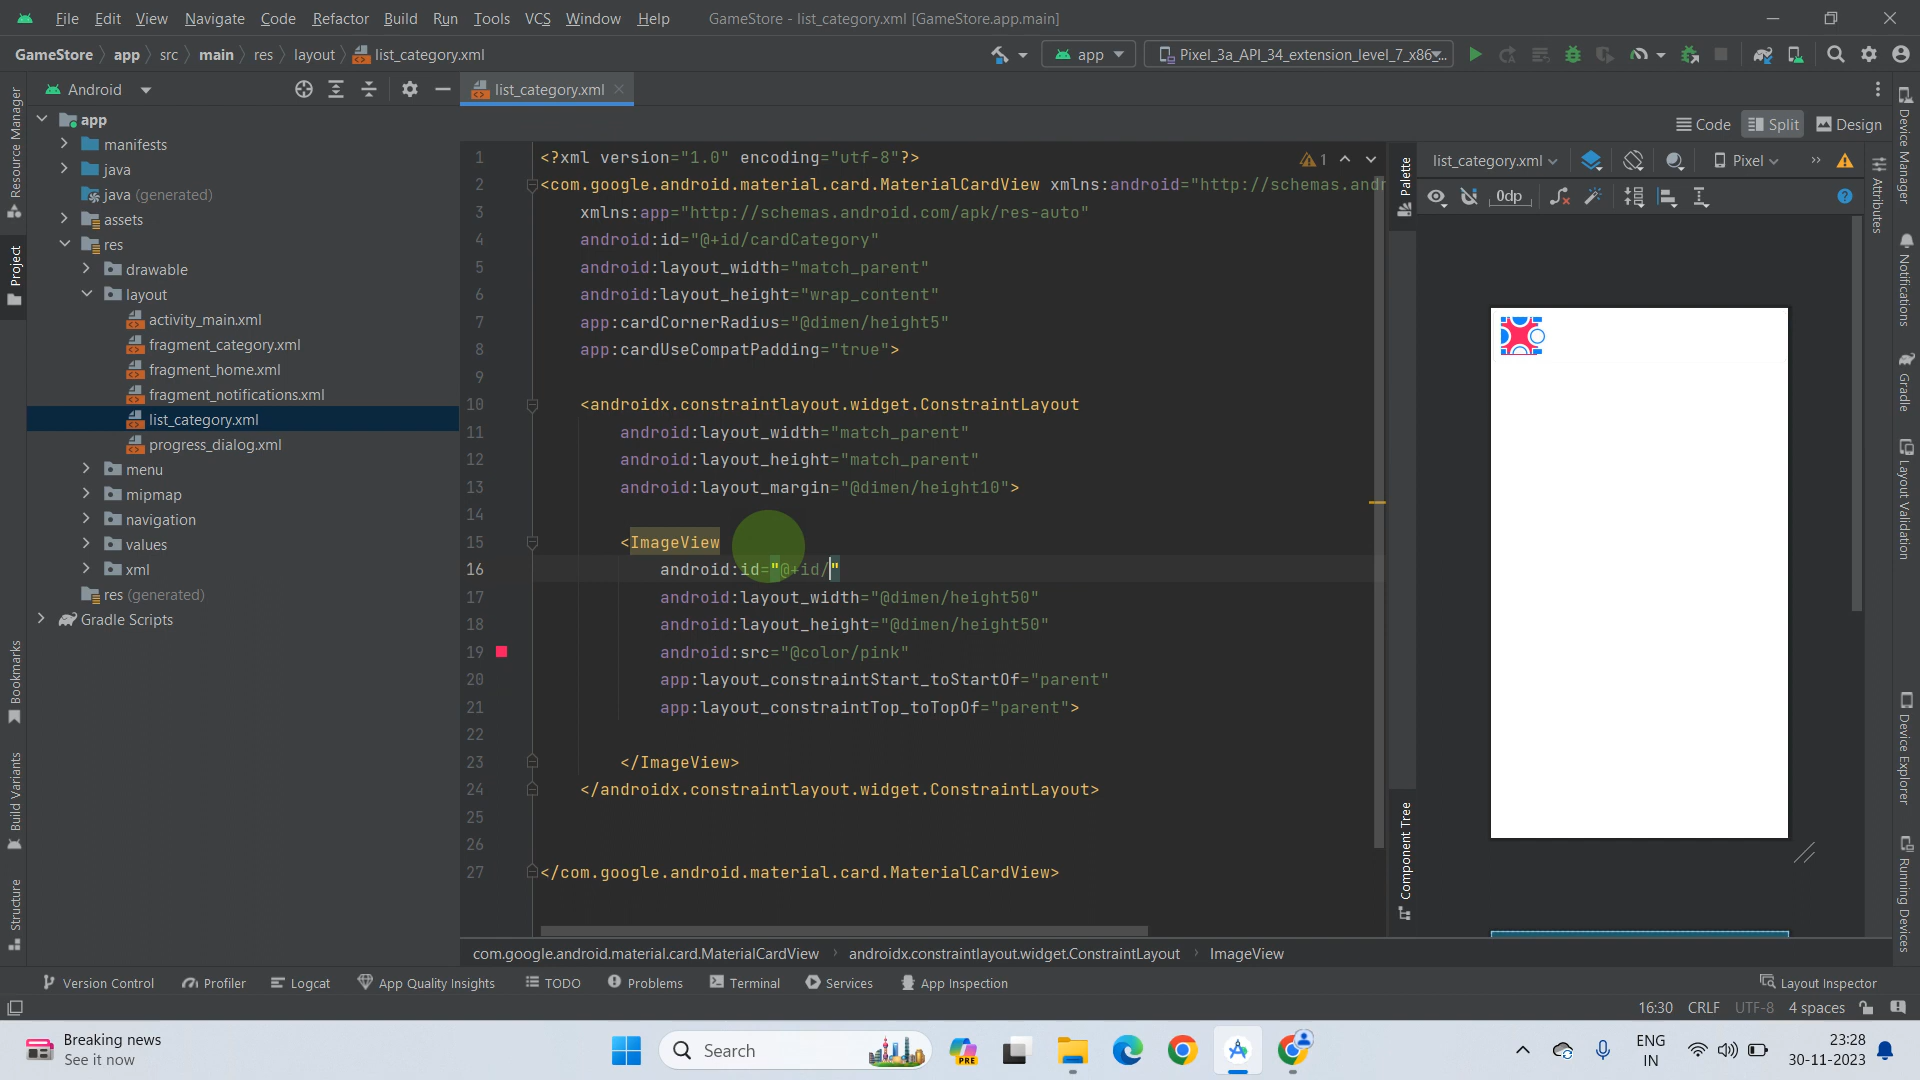 File Edit View Navigate Code Refactor Build Run Tools VCS Window Help GameStore - list_category.xml [GameStore.app.main]
GameStore app src main res layout list_category.xml app Pixel_3a_API_34_extension_level_7_x86...
Android
list_category.xml
Code Split Design
app
manifests
java
java (generated)
assets
res
drawable
layout
activity_main.xml
fragment_category.xml
fragment_home.xml
fragment_notifications.xml
list_category.xml
progress_dialog.xml
menu
mipmap
navigation
values
xml
res (generated)
Gradle Scripts
Resource Manager
Project
Bookmarks
Build Variants
Structure
1 <?xml version="1.0" encoding="utf-8"?>
2 <com.google.android.material.card.MaterialCardView xmlns:android="http://schemas.andr
3 xmlns:app="http://schemas.android.com/apk/res-auto"
4 android:id="@+id/cardCategory"
5 android:layout_width="match_parent"
6 android:layout_height="wrap_content"
7 app:cardCornerRadius="@dimen/height5"
8 app:cardUseCompatPadding="true">
9
10 <androidx.constraintlayout.widget.ConstraintLayout
11 android:layout_width="match_parent"
12 android:layout_height="match_parent"
13 android:layout_margin="@dimen/height10">
14
15 <ImageView
16 android:id="@+id/"
17 android:layout_width="@dimen/height50"
18 android:layout_height="@dimen/height50"
19 android:src="@color/pink"
20 app:layout_constraintStart_toStartOf="parent"
21 app:layout_constraintTop_toTopOf="parent">
22
23 </ImageView>
24 </androidx.constraintlayout.widget.ConstraintLayout>
25
26
27 </com.google.android.material.card.MaterialCardView>
1
Palette
Component Tree
list_category.xml Pixel
0dp
Attributes
Device Manager
Notifications
Gradle
Layout Validation
Device Explorer
Running Devices
com.google.android.material.card.MaterialCardView androidx.constraintlayout.widget.ConstraintLayout ImageView
Version Control Profiler Logcat App Quality Insights TODO Problems Terminal Services App Inspection Layout Inspector
16:30 CRLF UTF-8 4 spaces
Breaking news
See it now
Search
PRE
ENG
IN
23:28
30-11-2023